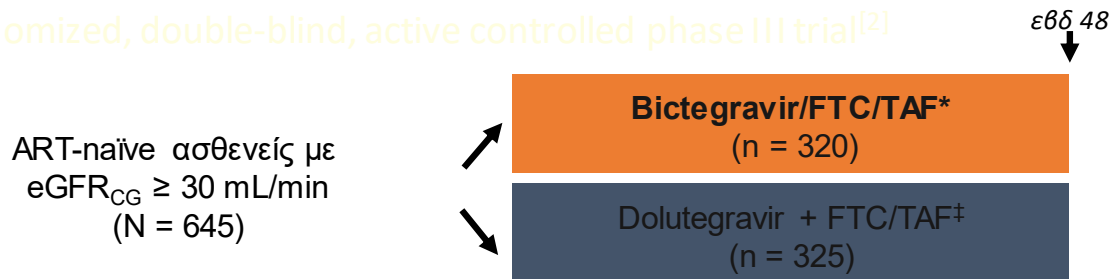 omized, double-blind, active controlled phase III trial[2]
εβδ 48
Bictegravir/FTC/TAF*
(n = 320)
ART-naïve ασθενείς με
eGFRCG ≥ 30 mL/min
(N = 645)
Dolutegravir + FTC/TAF‡
(n = 325)